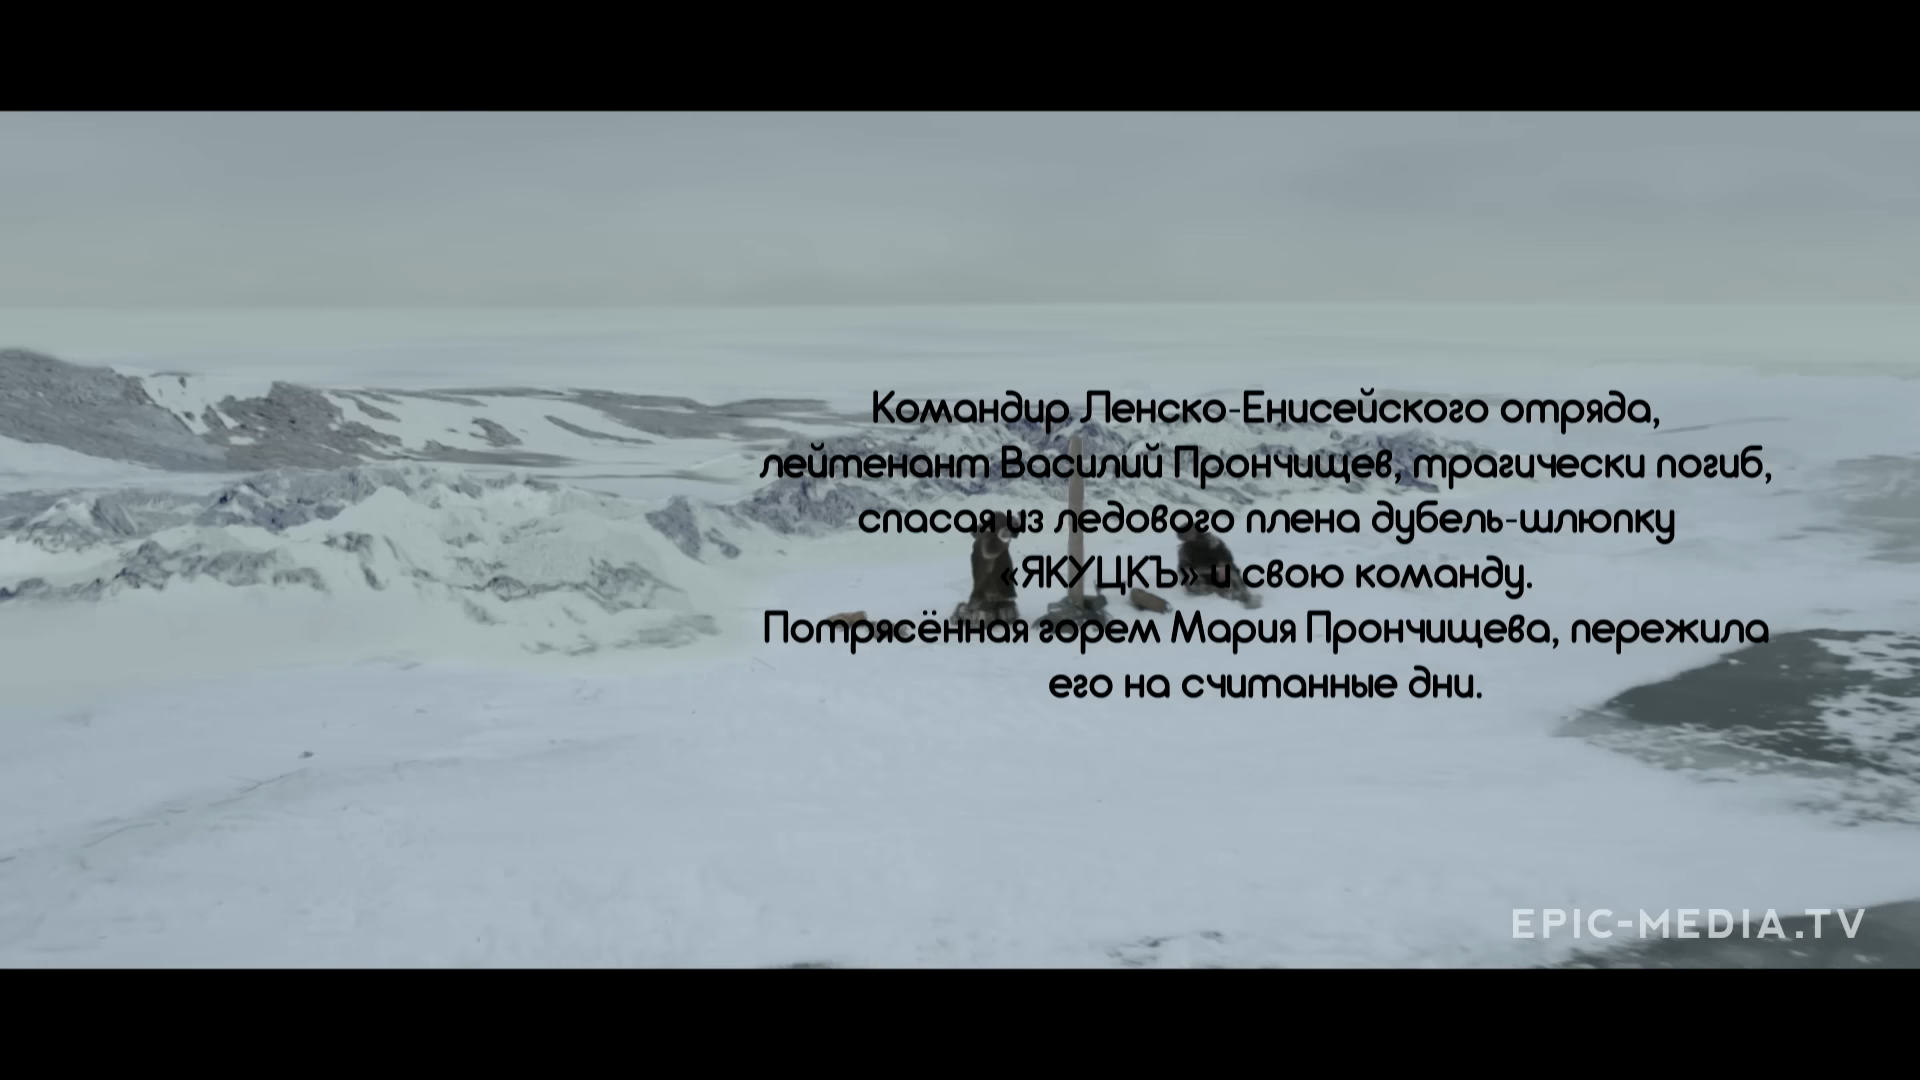 Командир Ленско-Енисейского отряда,
лейтенант Василий Прончищев, трагически погиб,
спасая из ледового плена дубель-шлюпку
«ЯКУЦКЪ» и свою команду.
Потрясённая горем Мария Прончищева, пережила
его на считанные дни.
EPIC-MEDIA.TV